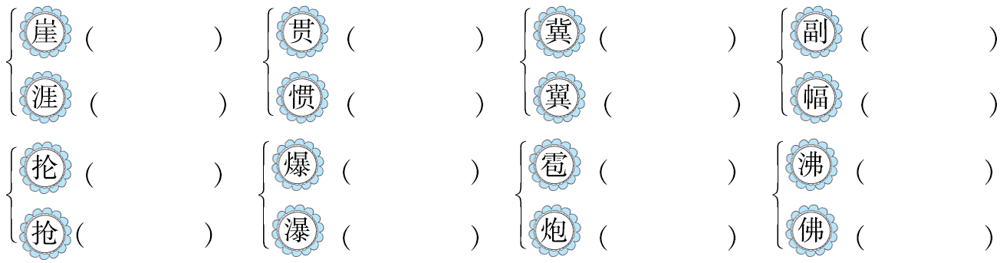 崖（ ） 贯（ ） 冀（ ） 副（ ）
涯（ ） 惯（ ） 翼（ ） 幅（ ）
抡（ ） 爆（ ） 雹（ ） 沸（ ）
抢（ ） 瀑（ ） 炮（ ） 佛（ ）